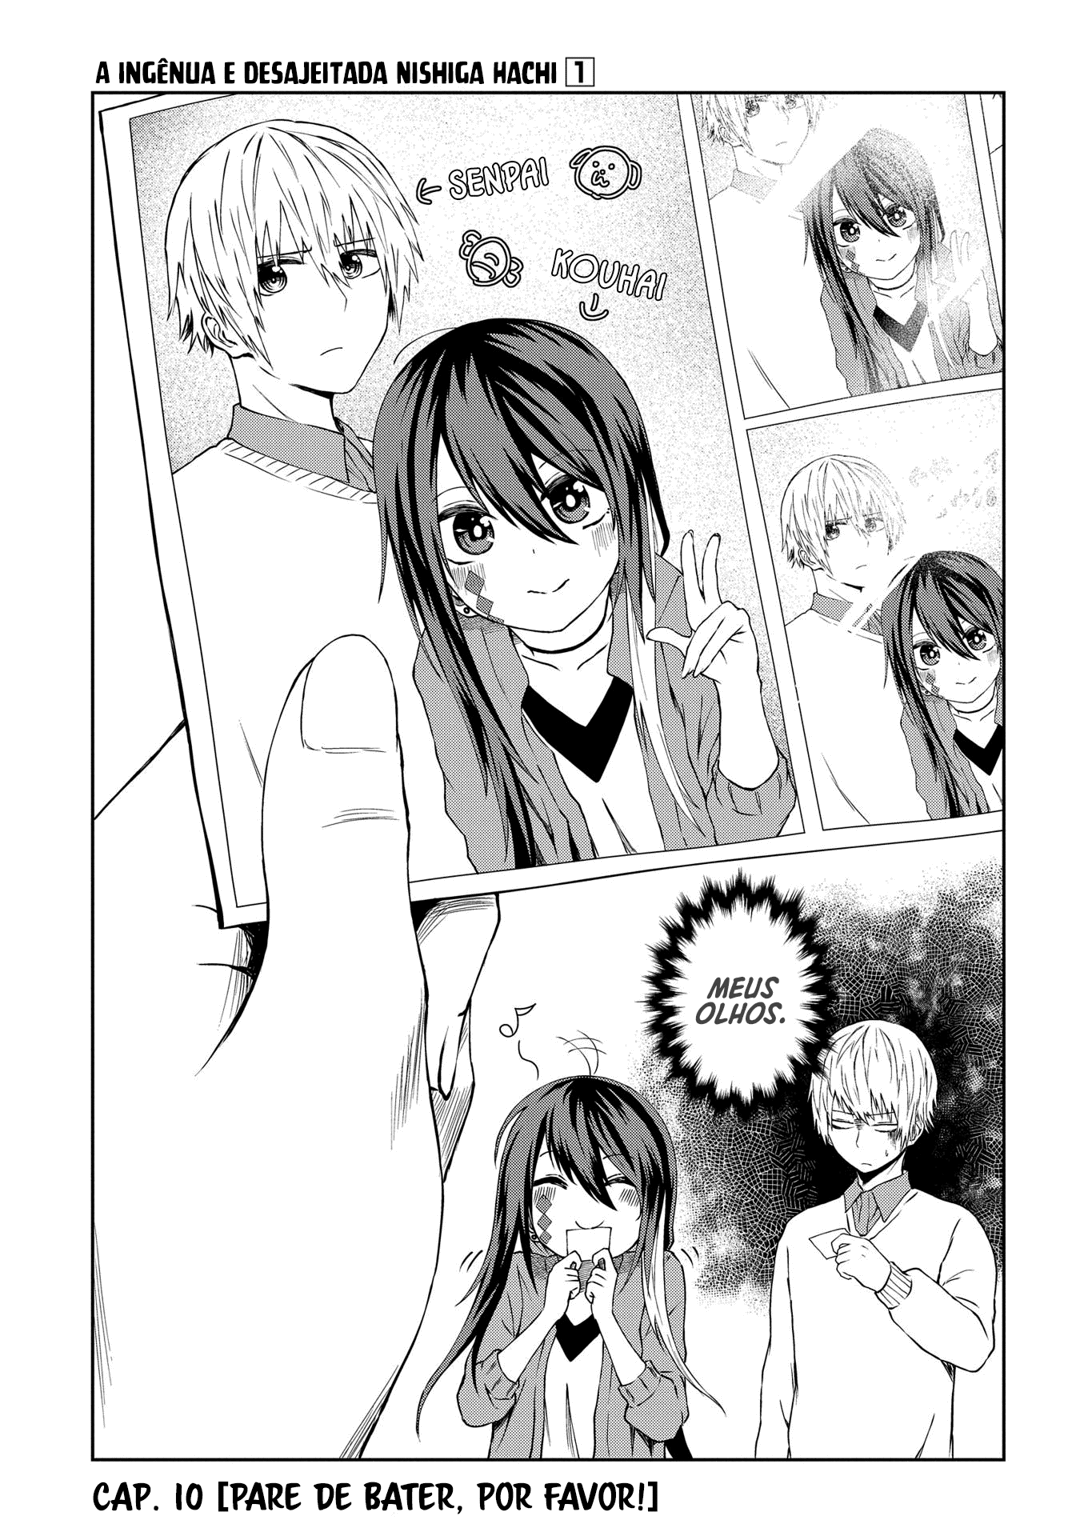 A INGÊNUA E DESAJEITADA NISHIGA HACHI 1
← SENPAI
KOUHAI
MEUS
OLHOS.
CAP. 10 [PARE DE BATER, POR FAVOR!]